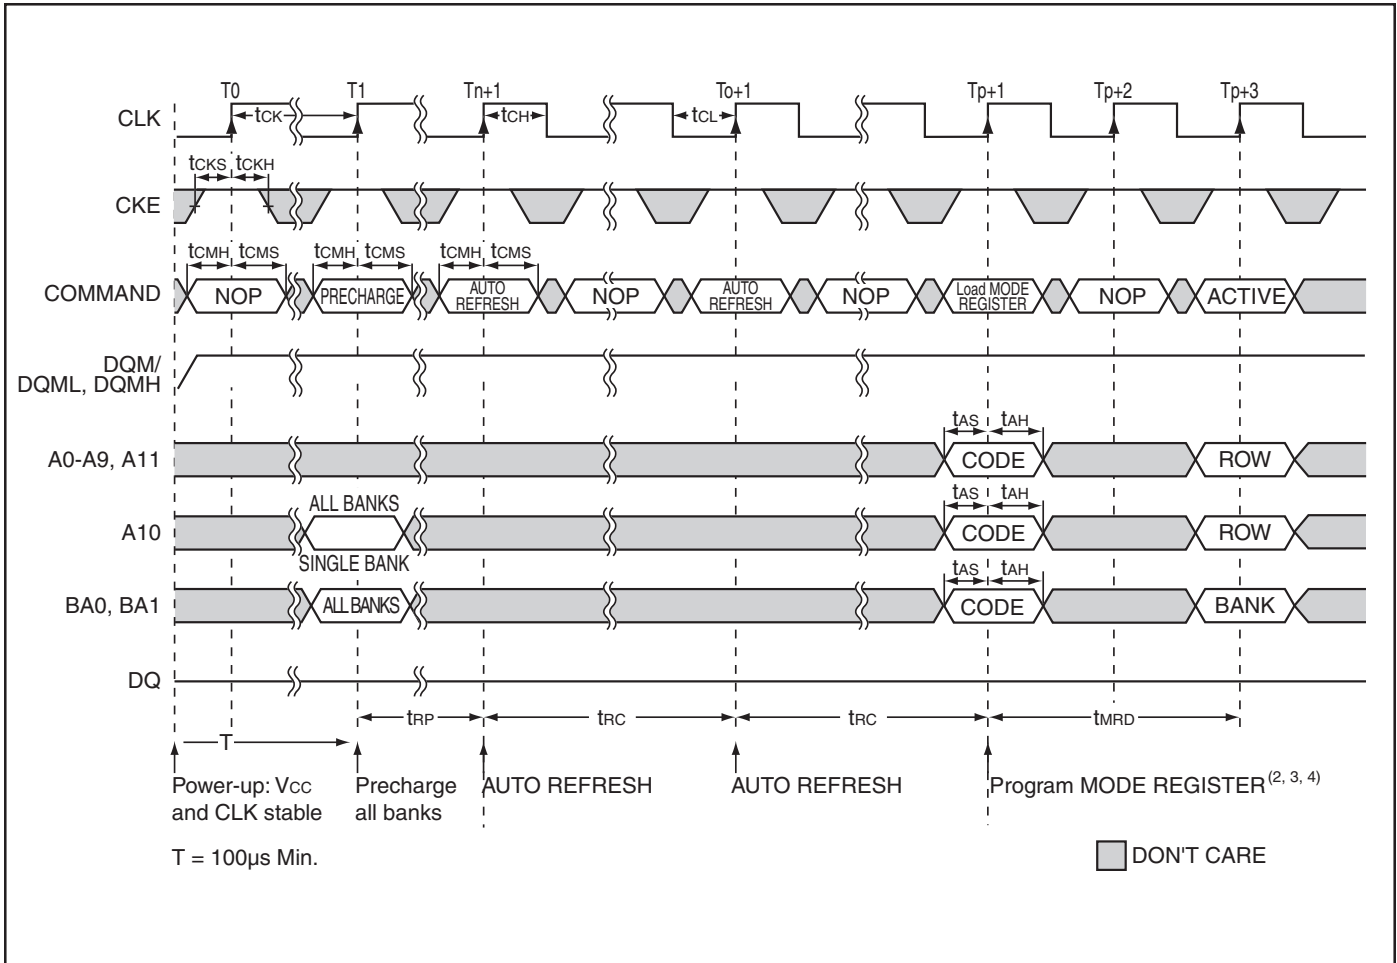 T0 T1 Tn+1 To+1 Tp+1 Tp+2 Tp+3
CLK tCK tCH tCL
tCKS tCKH
CKE
tCMH tCMS tCMH tCMS tCMH tCMS
COMMAND NOP PRECHARGE AUTO REFRESH NOP AUTO REFRESH NOP Load MODE REGISTER NOP ACTIVE
DQM/
DQML, DQMH
tAS tAH
A0-A9, A11 CODE ROW
ALL BANKS tAS tAH
A10 CODE ROW
SINGLE BANK tAS tAH
BA0, BA1 ALL BANKS CODE BANK
DQ
tRP tRC tRC tMRD
T
Power-up: VCC Precharge AUTO REFRESH AUTO REFRESH Program MODE REGISTER(2, 3, 4)
and CLK stable all banks
T = 100µs Min. DON'T CARE